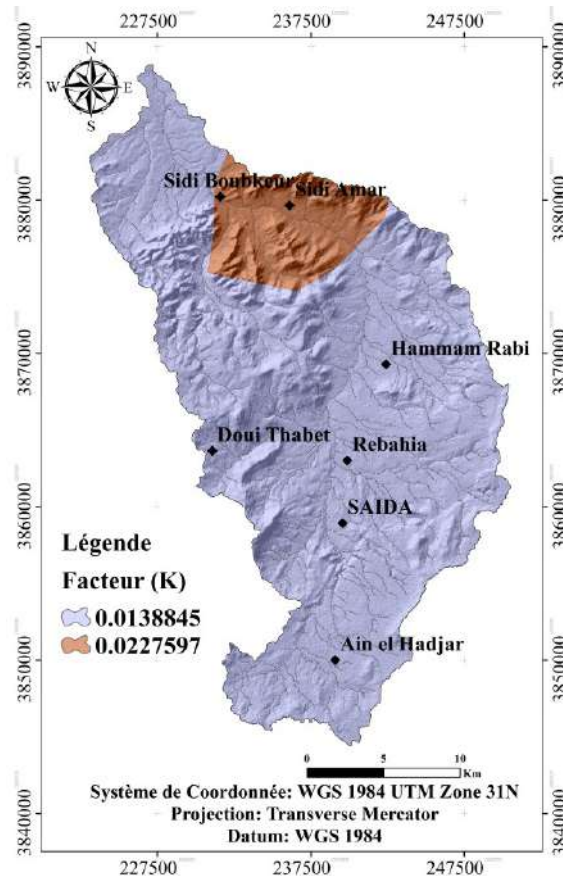 227500 237500 247500
3890000 3890000
N
W E
S
Sidi Boubkeur Sidi Amar
3880000 3880000
Hammam Rabi
3870000 3870000
Doui Thabet Rebahia
SAIDA
3860000 3860000
Légende
Facteur (K)
0.0138845
0.0227597
Ain el Hadjar
3850000 3850000
0 5 10
Km
Système de Coordonnée: WGS 1984 UTM Zone 31N
Projection: Transverse Mercator
Datum: WGS 1984
3840000 3840000
227500 237500 247500